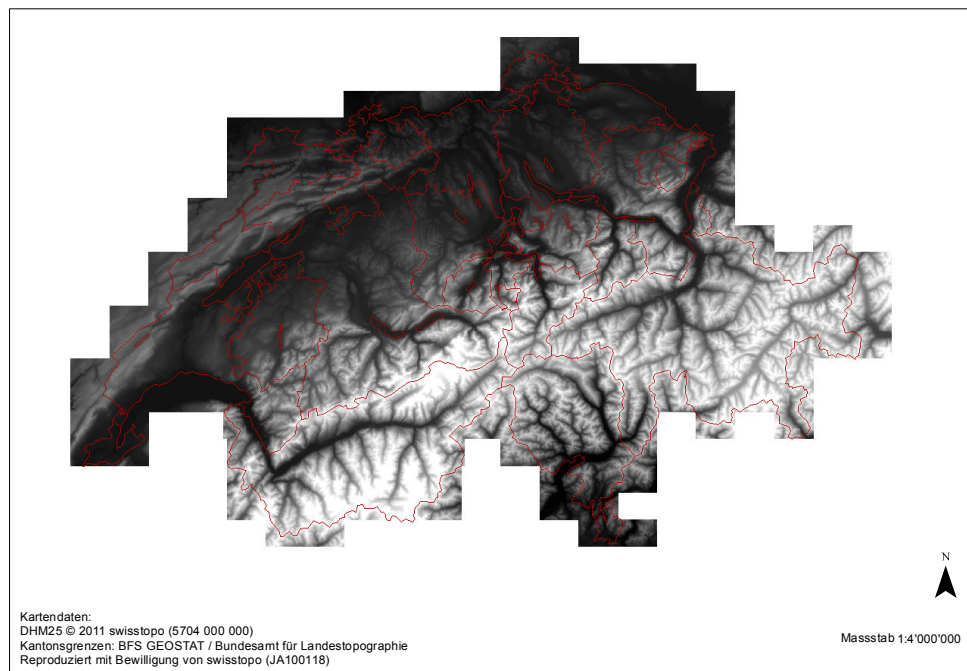 N
Kartendaten:
DHM25 © 2011 swisstopo (5704 000 000)
Kantonsgrenzen: BFS GEOSTAT / Bundesamt für Landestopographie
Reproduziert mit Bewilligung von swisstopo (JA100118)
Massstab 1:4'000'000